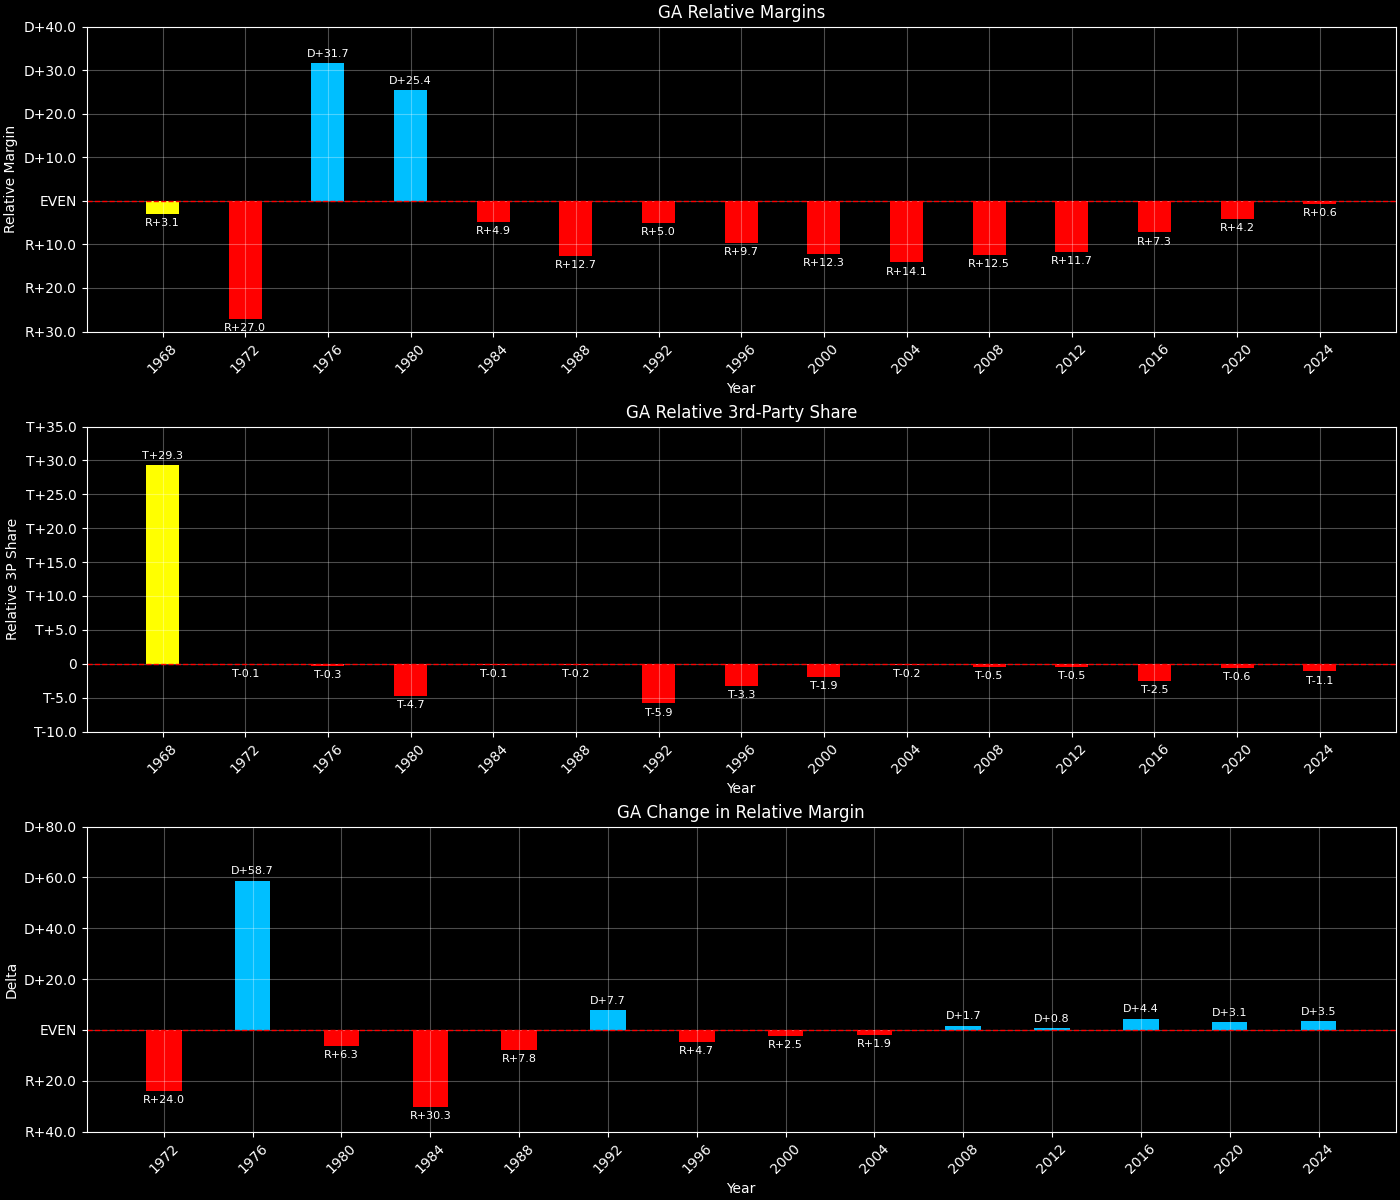 GA Relative Margins
Relative Margin
D+40.0
D+30.0
D+20.0
D+10.0
EVEN
R+10.0
R+20.0
R+30.0
R+3.1
R+27.0
D+31.7
D+25.4
R+4.9
R+12.7
R+5.0
R+9.7
R+12.3
R+14.1
R+12.5
R+11.7
R+7.3
R+4.2
R+0.6
1968
1972
1976
1980
1984
1988
1992
1996
2000
2004
2008
2012
2016
2020
2024
Year
GA Relative 3rd-Party Share
Relative 3P Share
T+35.0
T+30.0
T+25.0
T+20.0
T+15.0
T+10.0
T+5.0
0
T-5.0
T-10.0
T+29.3
T-0.1
T-0.3
T-4.7
T-0.1
T-0.2
T-5.9
T-3.3
T-1.9
T-0.2
T-0.5
T-0.5
T-2.5
T-0.6
T-1.1
1968
1972
1976
1980
1984
1988
1992
1996
2000
2004
2008
2012
2016
2020
2024
Year
GA Change in Relative Margin
Delta
D+80.0
D+60.0
D+40.0
D+20.0
EVEN
R+20.0
R+40.0
R+24.0
D+58.7
R+6.3
R+30.3
R+7.8
D+7.7
R+4.7
R+2.5
R+1.9
D+1.7
D+0.8
D+4.4
D+3.1
D+3.5
1972
1976
1980
1984
1988
1992
1996
2000
2004
2008
2012
2016
2020
2024
Year